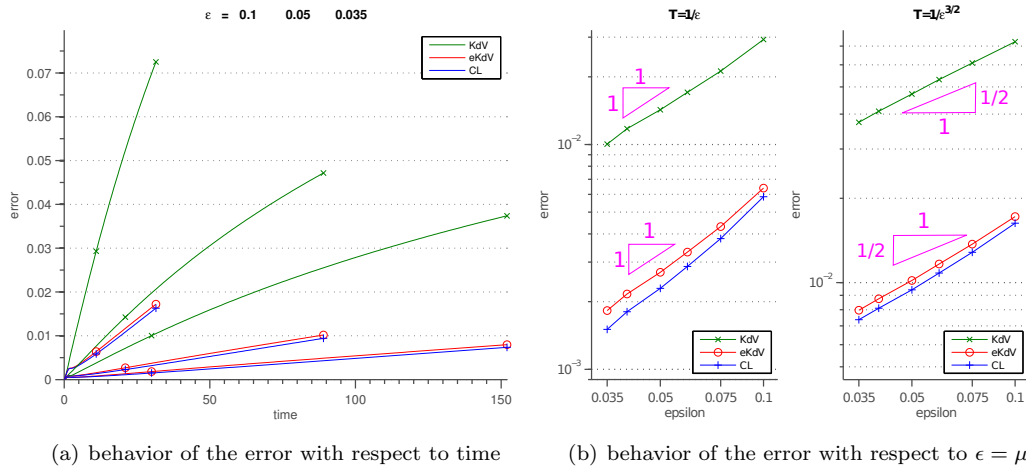 ε = 0.1 0.05 0.035
KdV
eKdV
CL
error
0.07
0.06
0.05
0.04
0.03
0.02
0.01
0
0
50
100
150
time
(a) behavior of the error with respect to time
T=1/ε
error
10⁻²
10⁻³
1
1
1
1
KdV
eKdV
CL
0.035
0.05
0.075
0.1
epsilon
T=1/ε^3/2
error
10⁻²
1/2
1
1
1/2
KdV
eKdV
CL
0.035
0.05
0.075
0.1
epsilon
(b) behavior of the error with respect to ϵ = μ